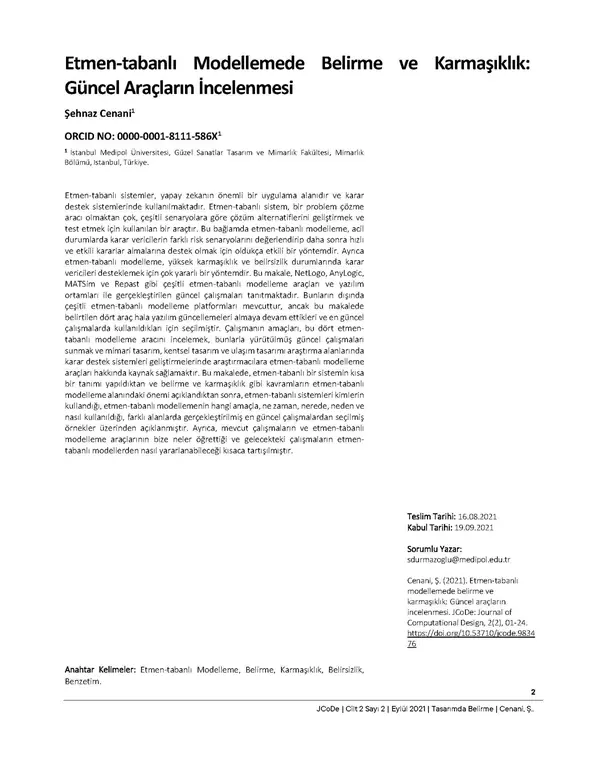 Etmen-tabanlı Modellemede Belirme ve Karmaşıklık:
Güncel Araçların İncelenmesi
Şehnaz Cenani¹
ORCID NO: 0000-0001-8111-586X¹
¹ İstanbul Medipol Üniversitesi, Güzel Sanatlar Tasarım ve Mimarlık Fakültesi, Mimarlık
Bölümü, İstanbul, Türkiye.
Etmen-tabanlı sistemler, yapay zekanın önemli bir uygulama alanıdır ve karar
destek sistemlerinde kullanılmaktadır. Etmen-tabanlı sistem, bir problem çözme
aracı olmaktan çok, çeşitli senaryolara göre çözüm alternatiflerini geliştirmek ve
test etmek için kullanılan bir araçtır. Bu bağlamda etmen-tabanlı modelleme, acil
durumlarda karar vericilerin farklı risk senaryolarını değerlendirip daha sonra hızlı
ve etkili kararlar almalarına destek olmak için oldukça etkili bir yöntemdir. Ayrıca
etmen-tabanlı modelleme, yüksek karmaşıklık ve belirsizlik durumlarında karar
vericileri desteklemek için çok yararlı bir yöntemdir. Bu makale, NetLogo, AnyLogic,
MATSim ve Repast gibi çeşitli etmen-tabanlı modelleme araçları ve yazılım
ortamları ile gerçekleştirilen güncel çalışmaları tanıtmaktadır. Bunların dışında
çeşitli etmen-tabanlı modelleme platformları mevcuttur, ancak bu makalede
belirtilen dört araç hala yazılım güncellemeleri almaya devam ettikleri ve en güncel
çalışmalarda kullanıldıkları için seçilmiştir. Çalışmanın amaçları, bu dört etmen-
tabanlı modelleme aracını incelemek, bunlarla yürütülmüş güncel çalışmaları
sunmak ve mimari tasarım, kentsel tasarım ve ulaşım tasarımı araştırma alanlarında
karar destek sistemleri geliştirmelerinde araştırmacılara etmen-tabanlı modelleme
araçları hakkında kaynak sağlamaktır. Bu makalede, etmen-tabanlı bir sistemin kısa
bir tanımı yapıldıktan ve belirme ve karmaşıklık gibi kavramların etmen-tabanlı
modelleme alanındaki önemi açıklandıktan sonra, etmen-tabanlı sistemleri kimlerin
kullandığı, etmen-tabanlı modellemenin hangi amaçla, ne zaman, nerede, neden ve
nasıl kullanıldığı, farklı alanlarda gerçekleştirilmiş en güncel çalışmalardan seçilmiş
örnekler üzerinden açıklanmıştır. Ayrıca, mevcut çalışmaların ve etmen-tabanlı
modelleme araçlarının bize neler öğrettiği ve gelecekteki çalışmaların etmen-
tabanlı modellerden nasıl yararlanabileceği kısaca tartışılmıştır.
Teslim Tarihi: 16.08.2021
Kabul Tarihi: 19.09.2021
Sorumlu Yazar:
sdurmazoglu@medipol.edu.tr
Cenani, Ş. (2021). Etmen-tabanlı
modellemede belirme ve
karmaşıklık: Güncel araçların
incelenmesi. JCoDe: Journal of
Computational Design, 2(2), 01-24.
https://doi.org/10.53710/jcode.9834
76
Anahtar Kelimeler: Etmen-tabanlı Modelleme, Belirme, Karmaşıklık, Belirsizlik,
Benzetim.
2
JCoDe | Cilt 2 Sayı 2 | Eylül 2021 | Tasarımda Belirme | Cenani, Ş.